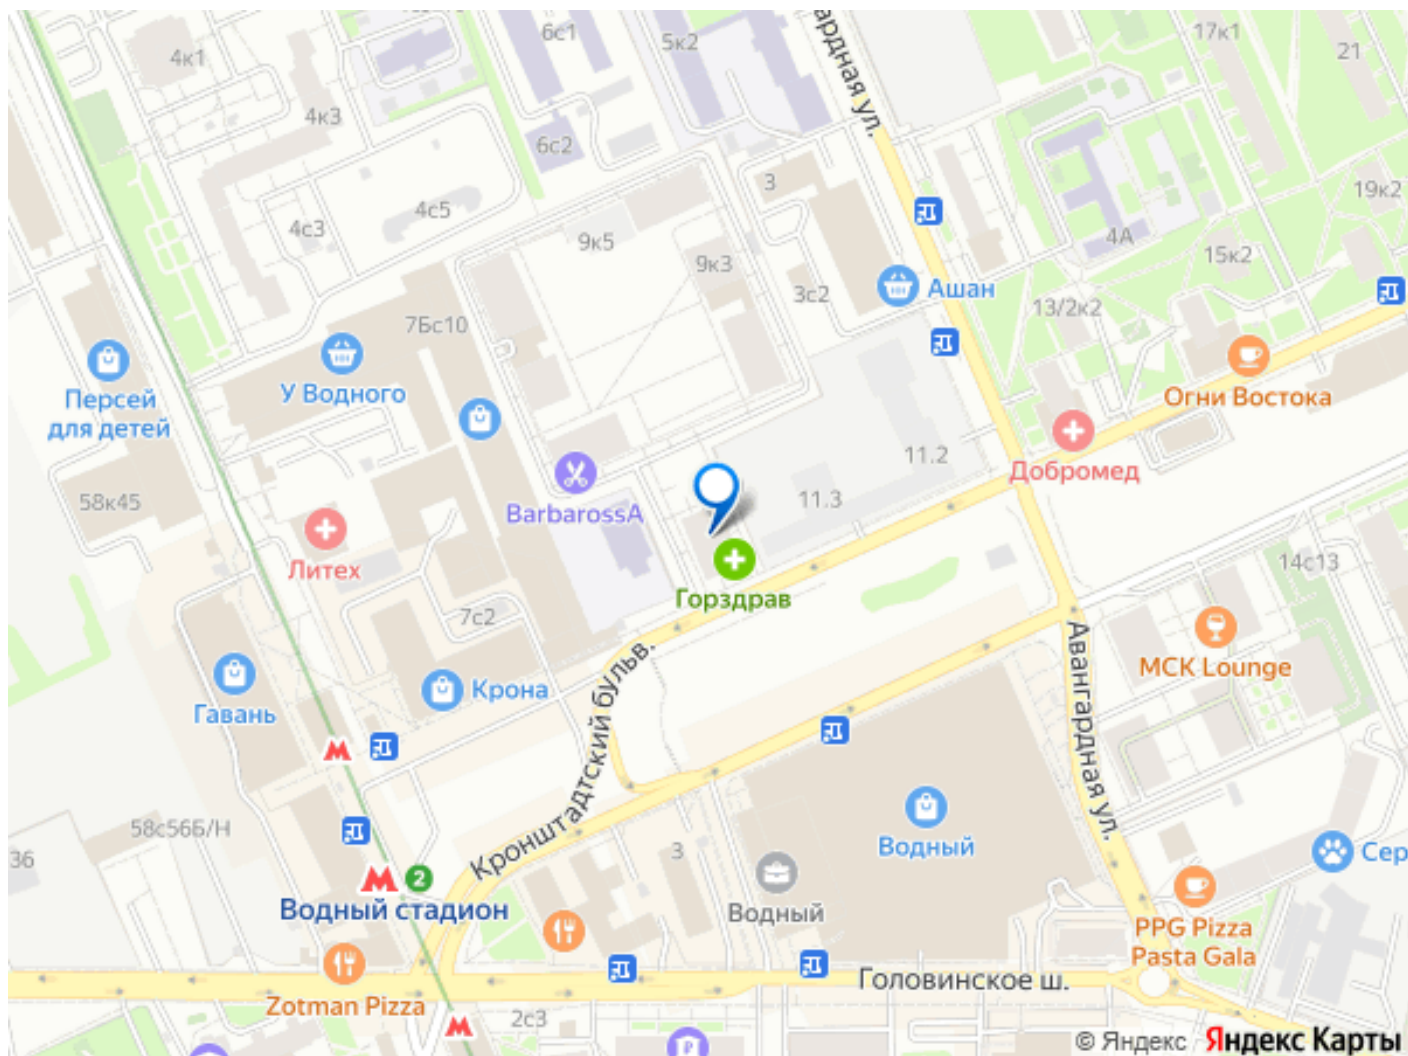 6с1
5к2
17к1
21
4к1
4к3
6с2
Авангардная ул.
3
19к2
4с5
4с3
9к5
9к3
4А
15к2
3с2
Ашан
13/2к2
7Бс10
У Водного
Персей
для детей
Огни Востока
11.2
Добромед
58к45
BarbarossA
11.3
Литех
14с13
Горздрав
7с2
МСК Lounge
Крона
Гавань
Кронштадтский бульв.
Авангардная ул.
58с56Б/Н
36
3
Водный
Сер
2
Водный стадион
Водный
PPG Pizza
Pasta Gala
Головинское ш.
Zotman Pizza
2с3
© Яндекс Яндекс Карты